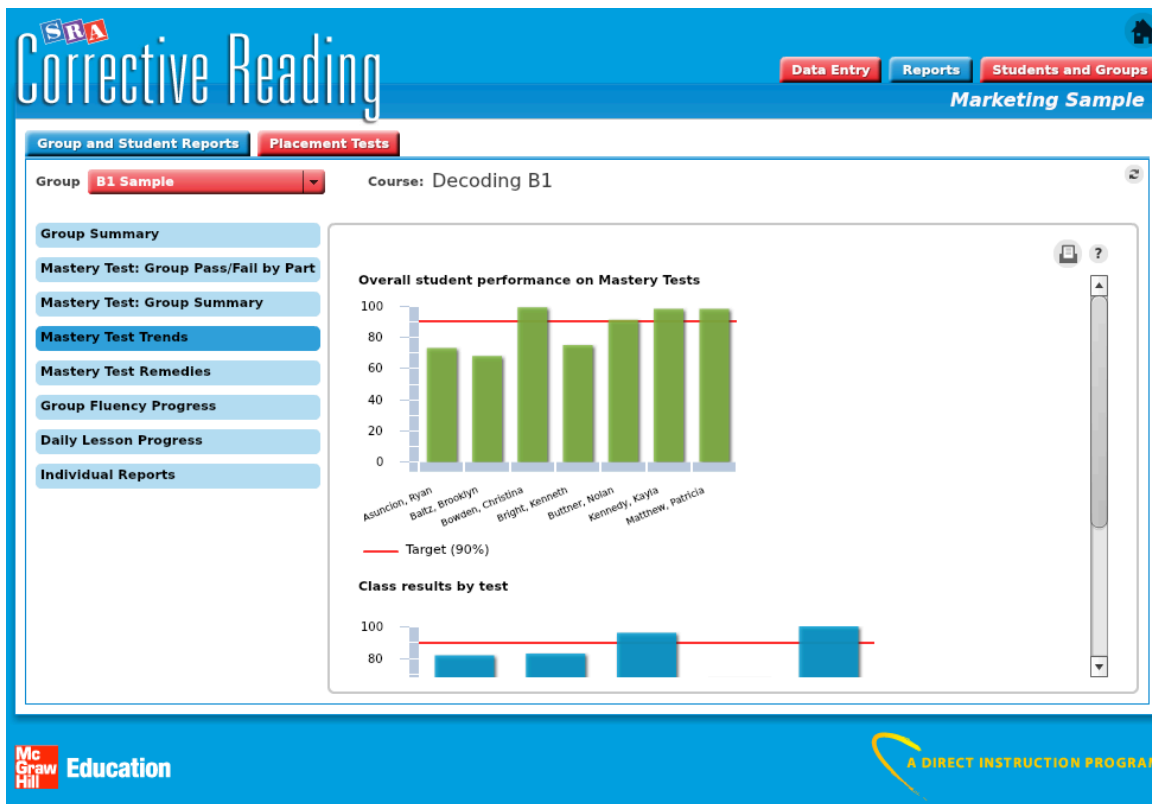 SRA
Corrective Reading
Data Entry
Reports
Students and Groups
Marketing Sample
Group and Student Reports
Placement Tests
Group
B1 Sample
Course: Decoding B1
Group Summary
Mastery Test: Group Pass/Fail by Part
Mastery Test: Group Summary
Mastery Test Trends
Mastery Test Remedies
Group Fluency Progress
Daily Lesson Progress
Individual Reports
?
Overall student performance on Mastery Tests
100
80
60
40
20
0
Asuncion, Ryan
Baltz, Brooklyn
Bowden, Christina
Bright, Kenneth
Buttner, Nolan
Kennedy, Kayla
Matthew, Patricia
Target (90%)
Class results by test
100
80
Mc
Graw
Hill
Education
A DIRECT INSTRUCTION PROGRAM